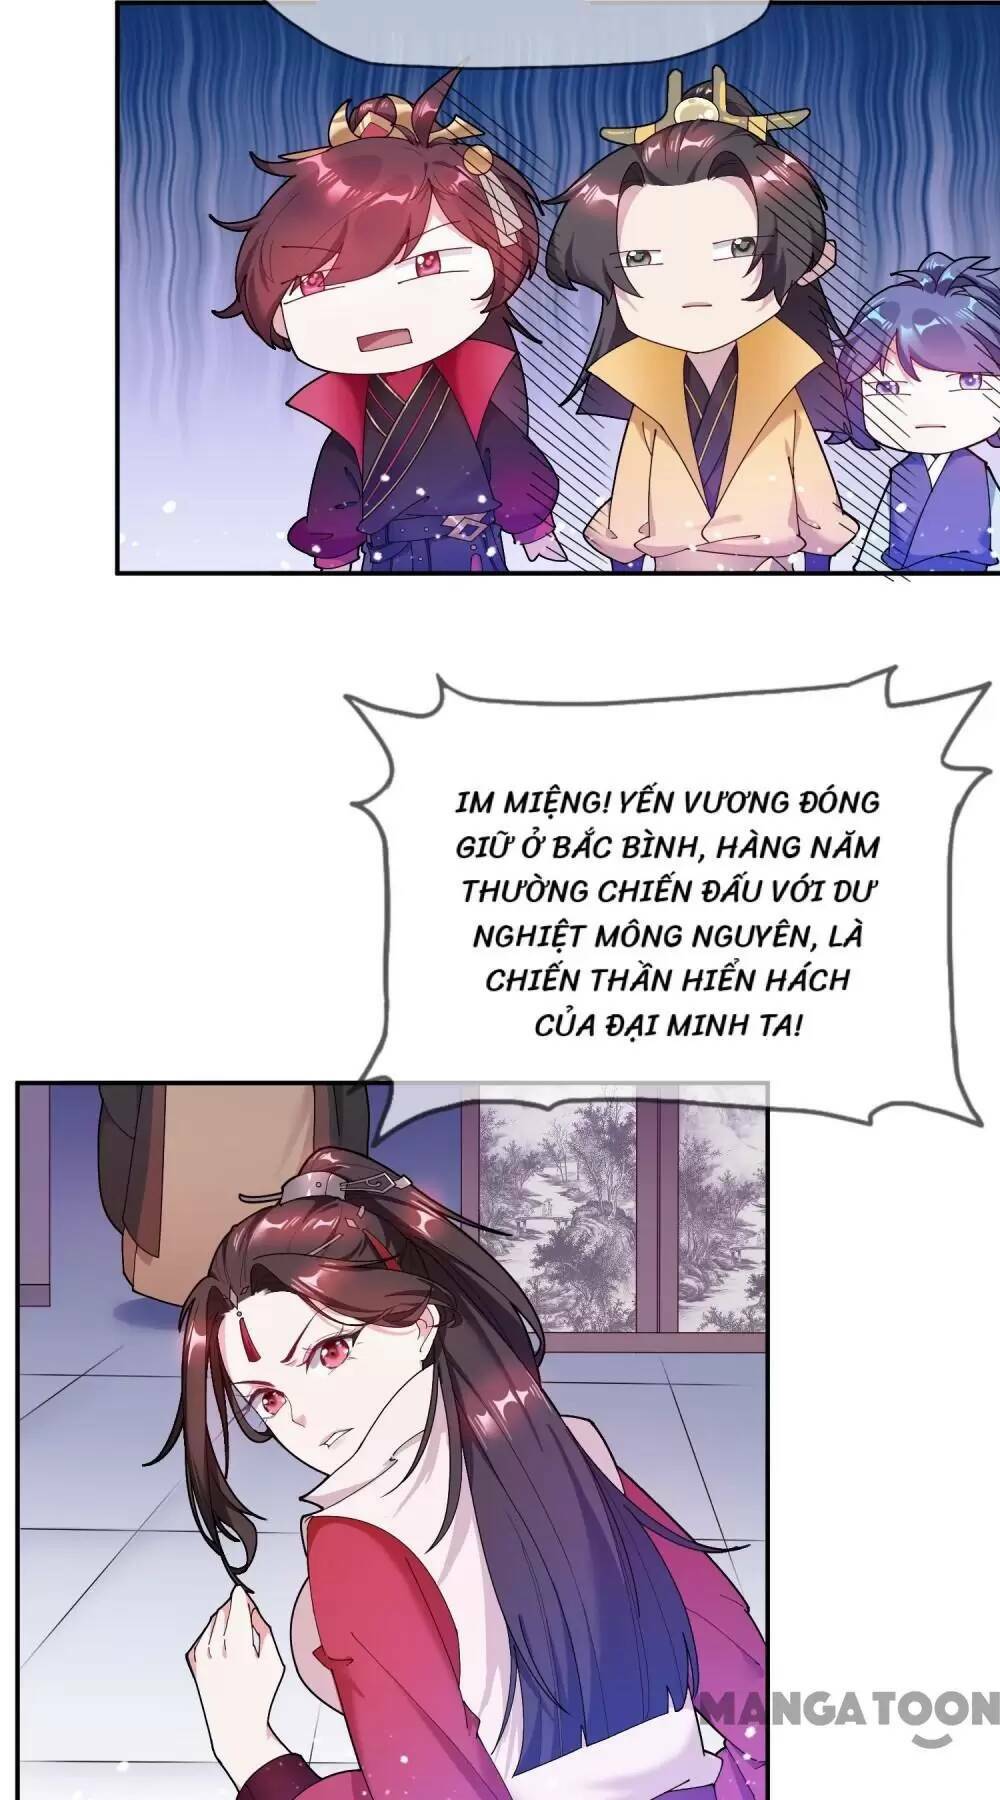 IM MIỆNG! YẾN VƯƠNG ĐÓNG
GIỮ Ở BẮC BÌNH, HÀNG NĂM
THƯỜNG CHIẾN ĐẤU VỚI DƯ
NGHIỆT MÔNG NGUYÊN, LÀ
CHIẾN THẦN HIỂN HÁCH
CỦA ĐẠI MINH TA!
MANGATOON